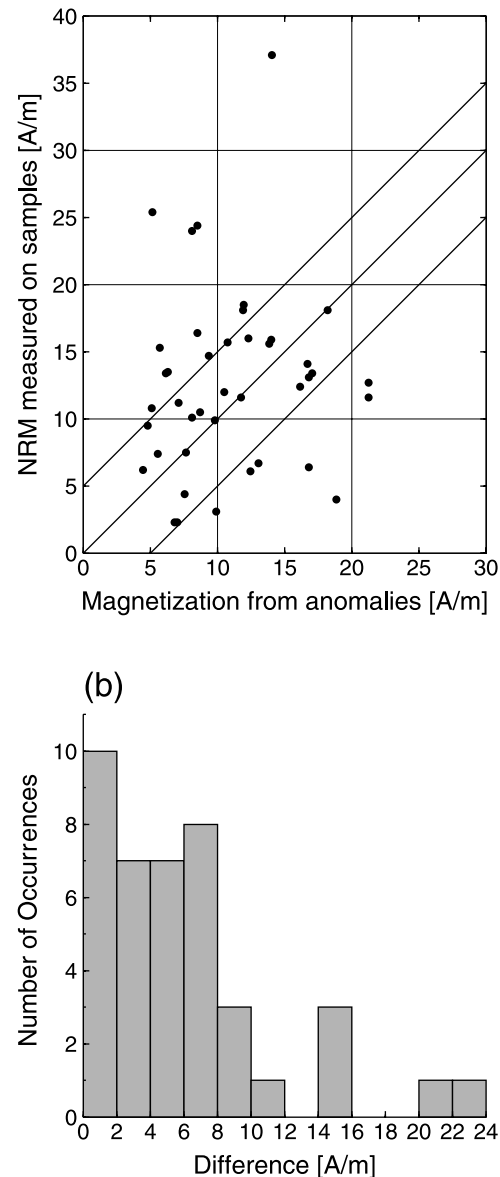 40
35
30
25
20
15
10
5
0
NRM measured on samples [A/m]
0 5 10 15 20 25 30
Magnetization from anomalies [A/m]
(b)
10
8
6
4
2
0
Number of Occurrences
0 2 4 6 8 10 12 14 16 18 20 22 24
Difference [A/m]